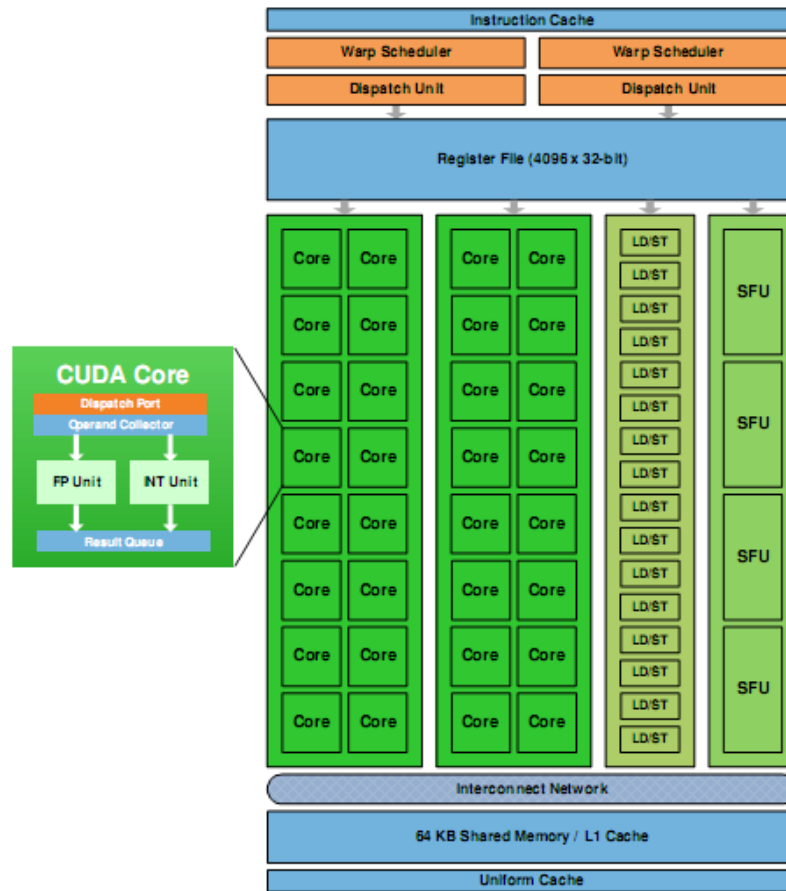 Instruction Cache
Warp Scheduler Warp Scheduler
Dispatch Unit Dispatch Unit
Register File (4096 x 32-bit)
Core Core Core Core LD/ST SFU
LD/ST
Core Core Core Core LD/ST
LD/ST
Core Core Core Core LD/ST SFU
LD/ST
Core Core Core Core LD/ST
LD/ST
Core Core Core Core LD/ST SFU
LD/ST
Core Core Core Core LD/ST
LD/ST
Core Core Core Core LD/ST SFU
LD/ST
Core Core Core Core LD/ST
LD/ST
CUDA Core
Dispatch Port
Operand Collector
FP Unit INT Unit
Result Queue
Interconnect Network
64 KB Shared Memory / L1 Cache
Uniform Cache